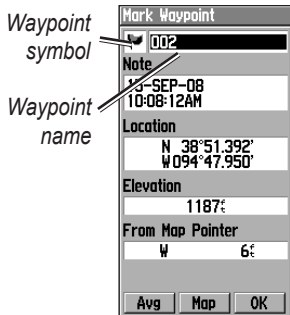 Waypoint
symbol
Waypoint
name
Mark Waypoint
002
Note
-SEP-08
10:08:12AM
Location
N 38°51.392'
W094°47.950'
Elevation
1187ft
From Map Pointer
W 6ft
Avg Map OK